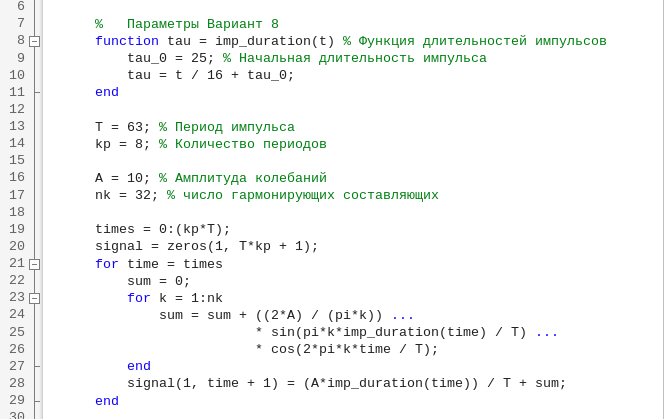 6
7 %   Параметры Вариант 8
8 function tau = imp_duration(t) % Функция длительностей импульсов
9     tau_0 = 25; % Начальная длительность импульса
10     tau = t / 16 + tau_0;
11 end
12
13 T = 63; % Период импульса
14 kp = 8; % Количество периодов
15
16 A = 10; % Амплитуда колебаний
17 nk = 32; % число гармонирующих составляющих
18
19 times = 0:(kp*T);
20 signal = zeros(1, T*kp + 1);
21 for time = times
22     sum = 0;
23     for k = 1:nk
24         sum = sum + ((2*A) / (pi*k)) ...
25                     * sin(pi*k*imp_duration(time) / T) ...
26                     * cos(2*pi*k*time / T);
27     end
28     signal(1, time + 1) = (A*imp_duration(time)) / T + sum;
29 end
30